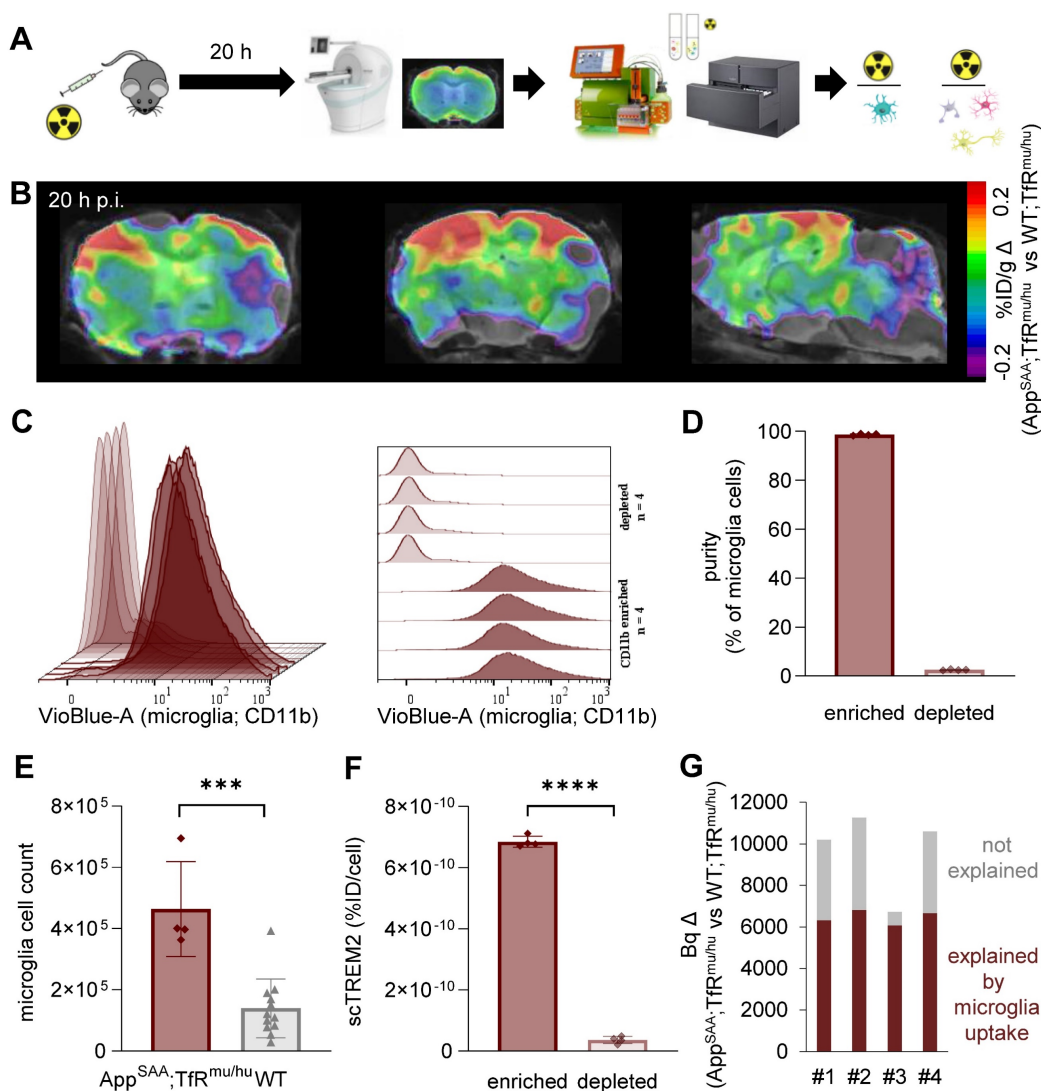 A
20 h
B
20 h p.i.
0.2
%ID/g Δ
-0.2
(App^SAA;TfR^mu/hu vs WT;TfR^mu/hu)
C
0
10^1
10^2
10^3
VioBlue-A (microglia; CD11b)
depleted
n = 4
CD11b enriched
n = 4
0
10^1
10^2
10^3
VioBlue-A (microglia; CD11b)
D
purity
(% of microglia cells)
100
80
60
40
20
0
enriched depleted
E
microglia cell count
8×10^5
6×10^5
4×10^5
2×10^5
0
***
App^SAA;TfR^mu/hu WT
F
scTREM2 (%ID/cell)
8×10^-10
6×10^-10
4×10^-10
2×10^-10
0
****
enriched depleted
G
Bq Δ
(App^SAA;TfR^mu/hu vs WT;TfR^mu/hu)
12000
10000
8000
6000
4000
2000
0
#1 #2 #3 #4
not
explained
explained
by
microglia
uptake